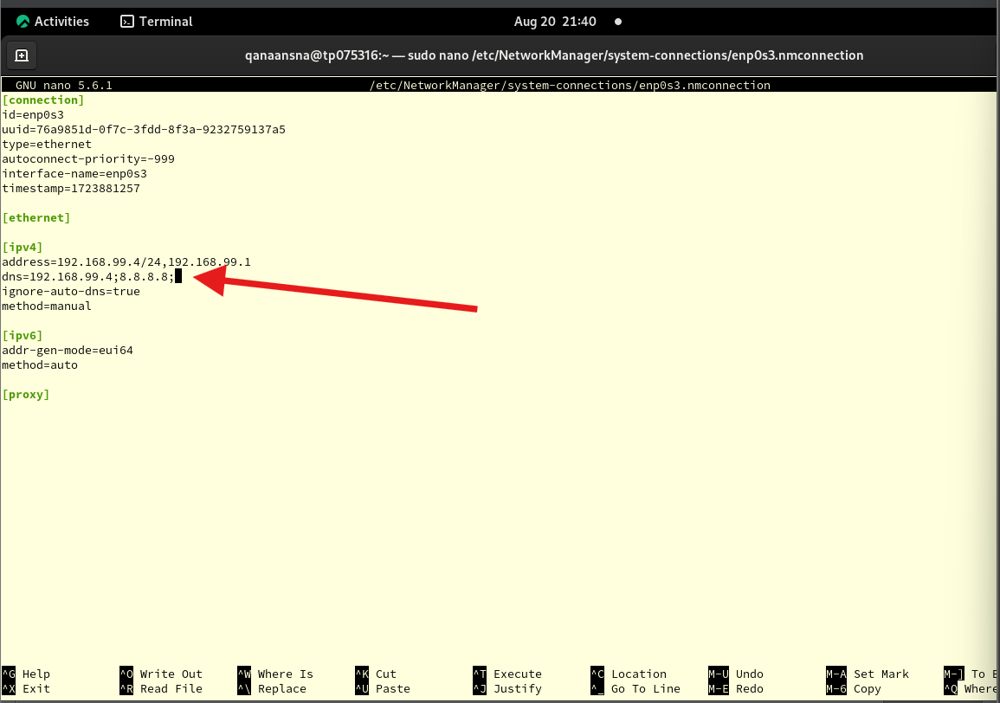 Activities Terminal Aug 20 21:40
qanaansna@tp075316:~ — sudo nano /etc/NetworkManager/system-connections/enp0s3.nmconnection
GNU nano 5.6.1 /etc/NetworkManager/system-connections/enp0s3.nmconnection
[connection]
id=enp0s3
uuid=76a9851d-0f7c-3fdd-8f3a-9232759137a5
type=ethernet
autoconnect-priority=-999
interface-name=enp0s3
timestamp=1723881257
[ethernet]
[ipv4]
address=192.168.99.4/24,192.168.99.1
dns=192.168.99.4;8.8.8.8;
ignore-auto-dns=true
method=manual
[ipv6]
addr-gen-mode=eui64
method=auto
[proxy]
^G Help ^O Write Out ^W Where Is ^K Cut ^T Execute ^C Location M-U Undo M-A Set Mark M-] To B
^X Exit ^R Read File ^\ Replace ^U Paste ^J Justify ^_ Go To Line M-E Redo M-6 Copy ^Q Where